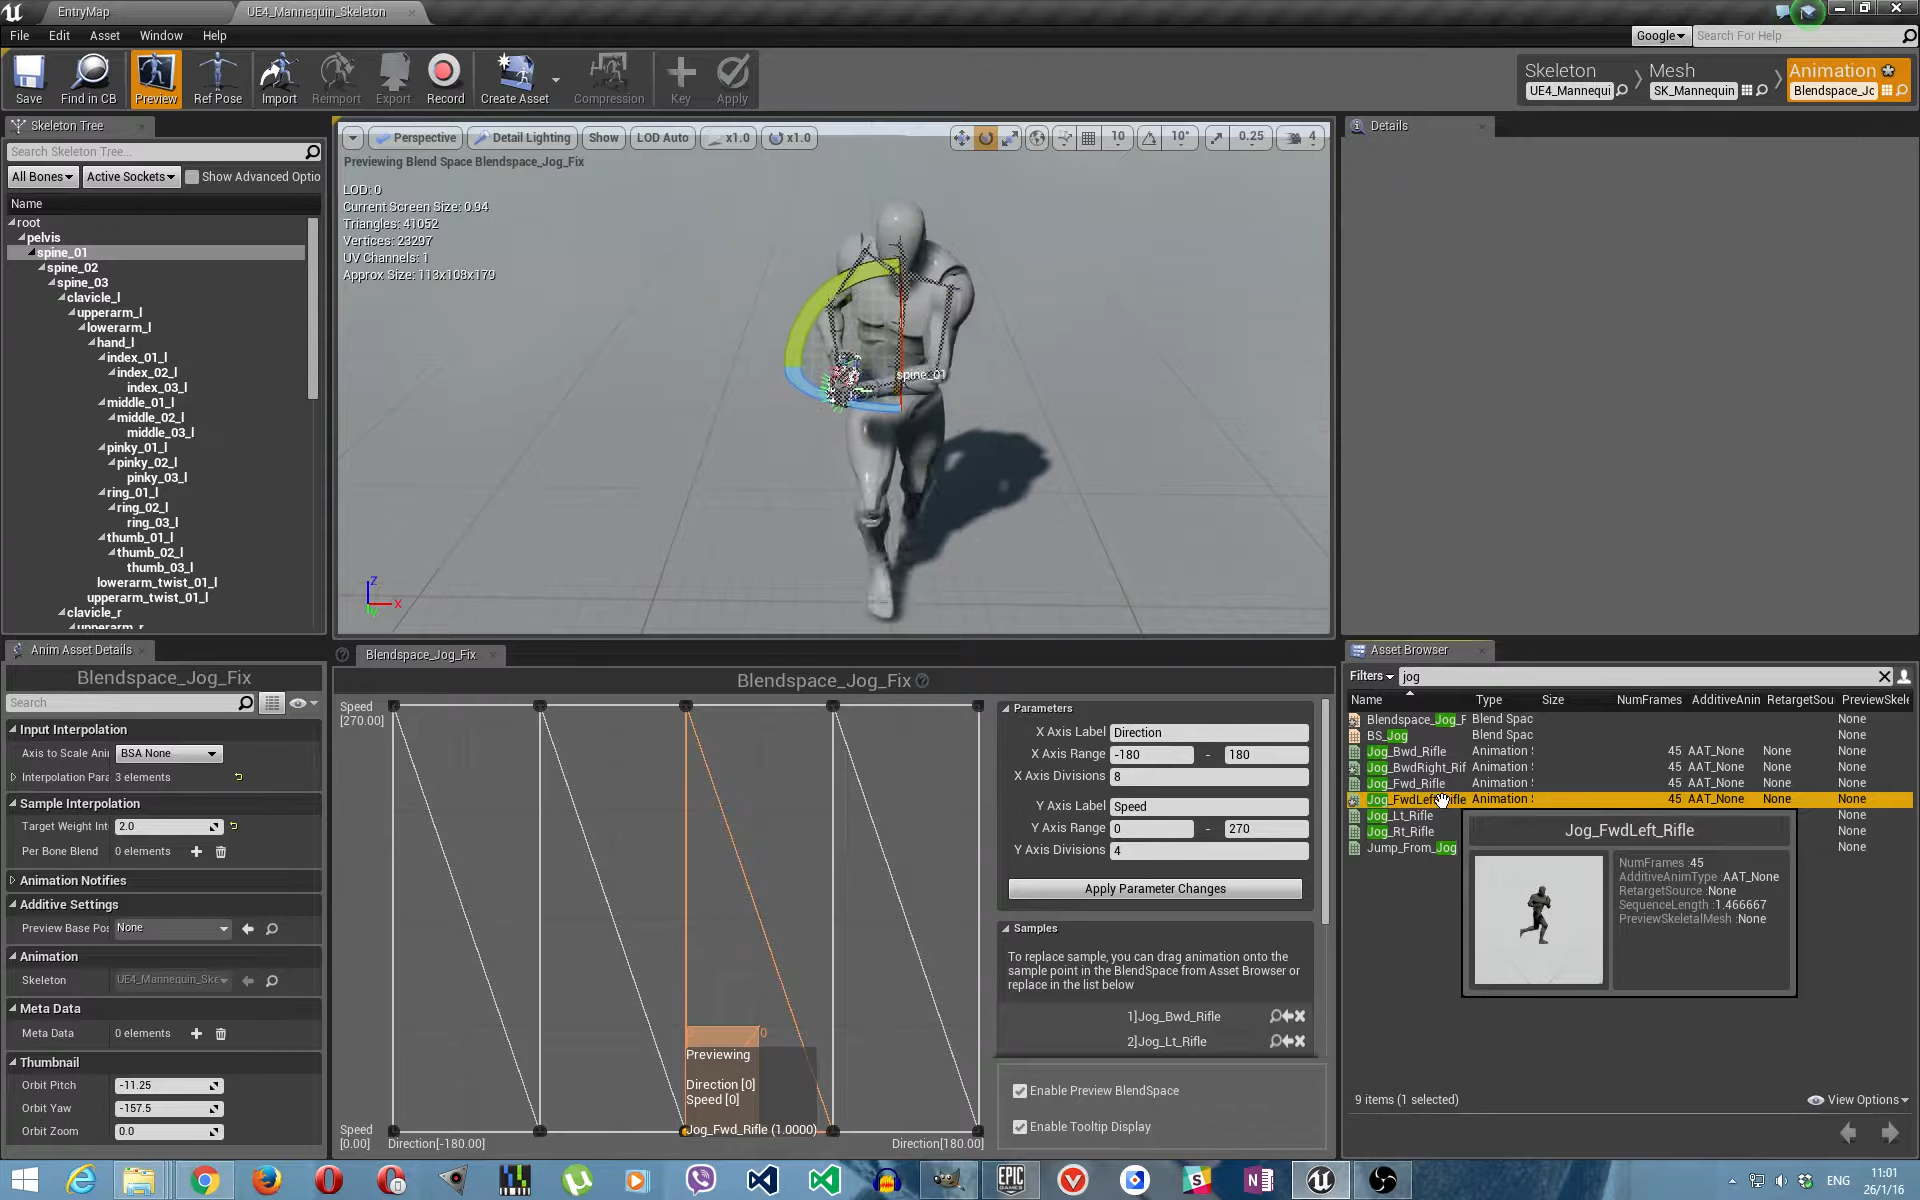 EntryMap
UE4_Mannequin_Skeleton
File Edit Asset Window Help
Google
Search For Help
Save
Find in CB
Preview
Ref Pose
Import
Reimport
Export
Record
Create Asset
Compression
Key
Apply
Skeleton
UE4_Mannequi
Mesh
SK_Mannequin
Animation
Blendspace_Jc
Skeleton Tree
Search Skeleton Tree...
All Bones
Active Sockets
Show Advanced Optio
Name
root
pelvis
spine_01
spine_02
spine_03
clavicle_l
upperarm_l
lowerarm_l
hand_l
index_01_l
index_02_l
index_03_l
middle_01_l
middle_02_l
middle_03_l
pinky_01_l
pinky_02_l
pinky_03_l
ring_01_l
ring_02_l
ring_03_l
thumb_01_l
thumb_02_l
thumb_03_l
lowerarm_twist_01_l
upperarm_twist_01_l
clavicle_r
upperarm_r
Perspective
Detail Lighting
Show
LOD Auto
x1.0
x1.0
10
10°
0.25
4
Previewing Blend Space Blendspace_Jog_Fix
LOD: 0
Current Screen Size: 0.94
Triangles: 41052
Vertices: 23297
UV Channels: 1
Approx Size: 113x108x179
spine_01
Z
X
Details
Anim Asset Details
Blendspace_Jog_Fix
Search
Input Interpolation
Axis to Scale Ani
BSA None
Interpolation Para
3 elements
Sample Interpolation
Target Weight Int
2.0
Per Bone Blend
0 elements
Animation Notifies
Additive Settings
Preview Base Pos
None
Animation
Skeleton
UE4_Mannequin_Ske
Meta Data
Meta Data
0 elements
Thumbnail
Orbit Pitch
-11.25
Orbit Yaw
-157.5
Orbit Zoom
0.0
Blendspace_Jog_Fix
Blendspace_Jog_Fix
Speed
[270.00]
Previewing
0
Direction [0]
Speed [0]
Jog_Fwd_Rifle (1.0000)
Speed
[0.00]
Direction[-180.00]
Direction[180.00]
Parameters
X Axis Label
Direction
X Axis Range
-180
-
180
X Axis Divisions
8
Y Axis Label
Speed
Y Axis Range
0
-
270
Y Axis Divisions
4
Apply Parameter Changes
Samples
To replace sample, you can drag animation onto the
sample point in the BlendSpace from Asset Browser or
replace in the list below
1]Jog_Bwd_Rifle
2]Jog_Lt_Rifle
Enable Preview BlendSpace
Enable Tooltip Display
Asset Browser
Filters
jog
Name Type Size NumFrames AdditiveAnin RetargetSou PreviewSkele
Blendspace_Jog_F Blend Spac None
BS_Jog Blend Spac None
Jog_Bwd_Rifle Animation 45 AAT_None None None
Jog_BwdRight_Rif Animation 45 AAT_None None None
Jog_Fwd_Rifle Animation 45 AAT_None None None
Jog_FwdLeft_Rifle Animation 45 AAT_None None None
Jog_Lt_Rifle None
Jog_Rt_Rifle None
Jump_From_Jog None
Jog_FwdLeft_Rifle
NumFrames :45
AdditiveAnimType :AAT_None
RetargetSource :None
SequenceLength :1.466667
PreviewSkeletalMesh :None
9 items (1 selected)
View Options
EPIC
GAMES
ENG
11:01
26/1/16